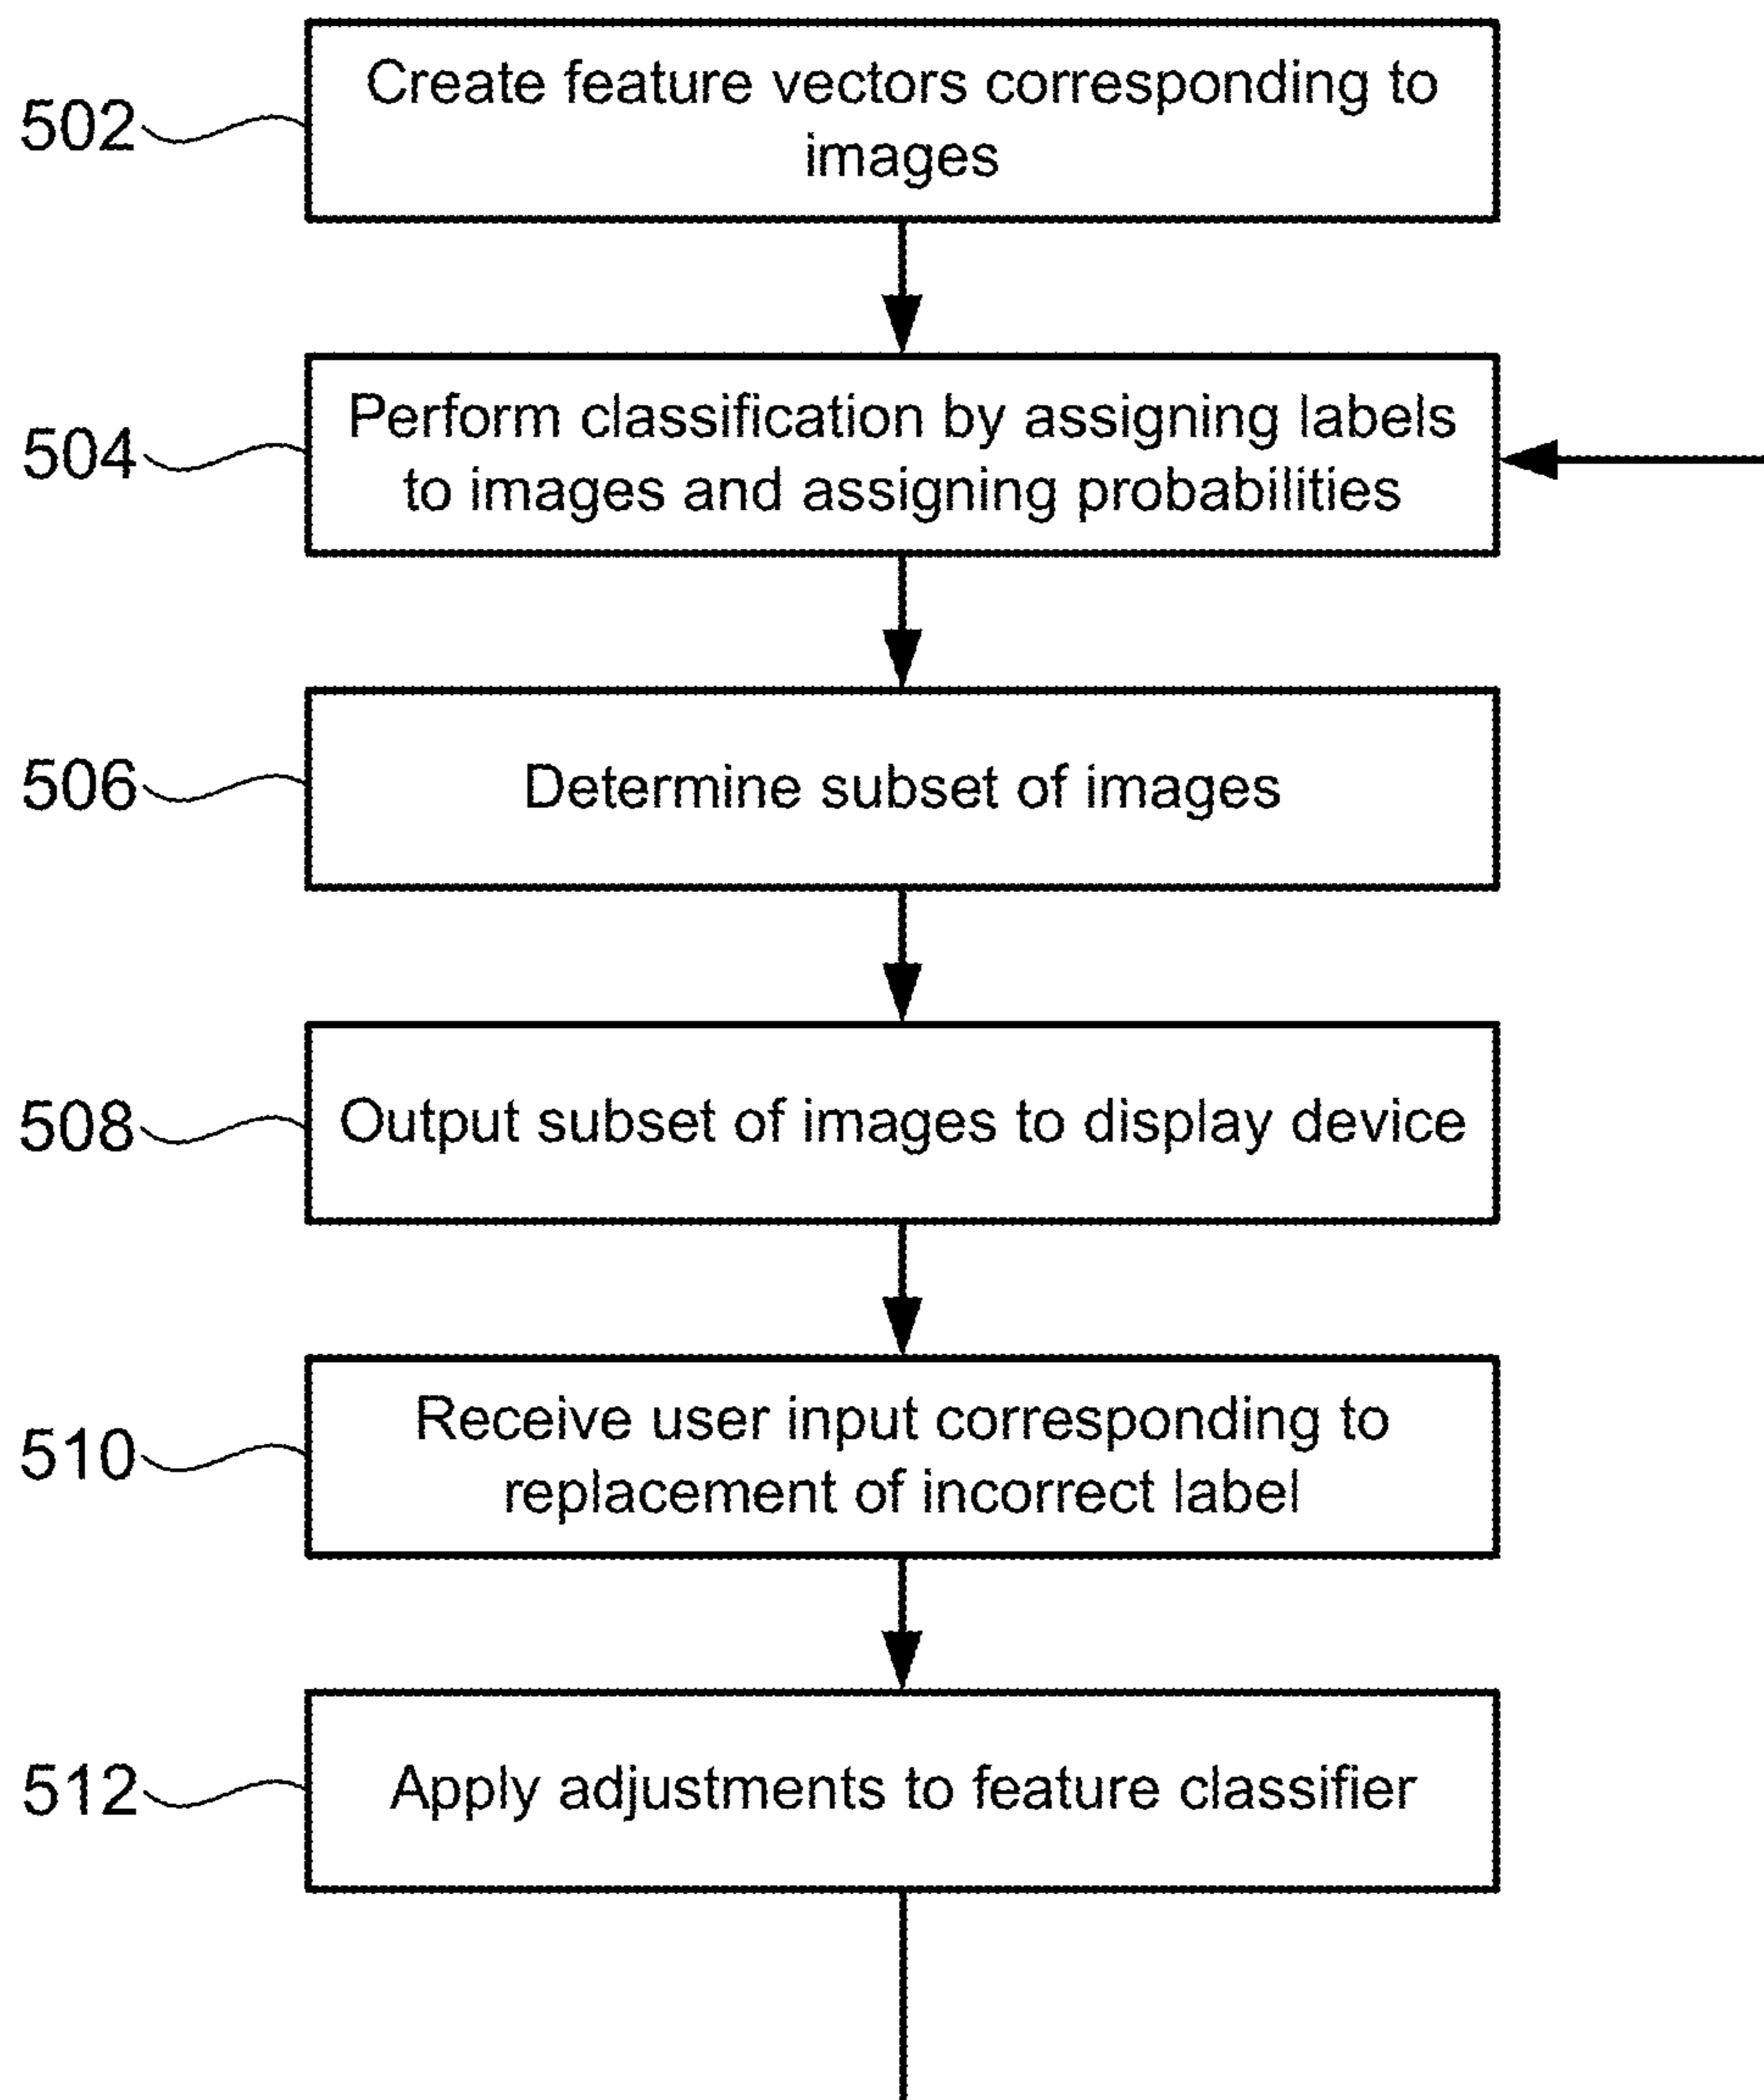 502
Create feature vectors corresponding to
images
504
Perform classification by assigning labels
to images and assigning probabilities
506
Determine subset of images
508
Output subset of images to display device
510
Receive user input corresponding to
replacement of incorrect label
512
Apply adjustments to feature classifier